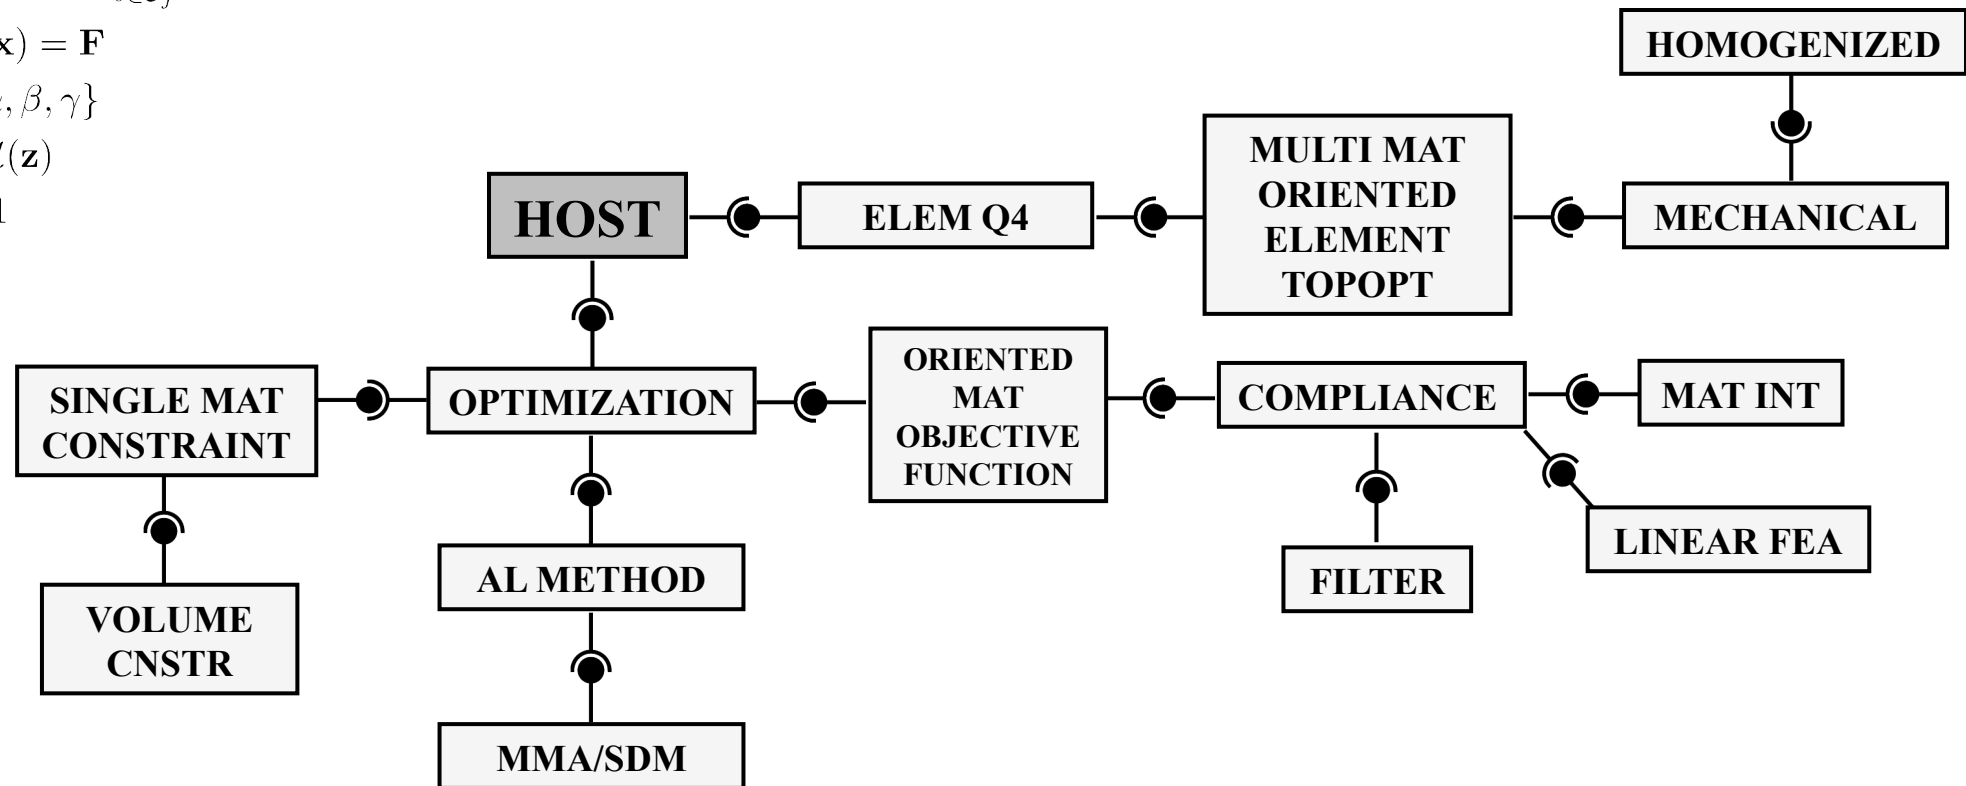 x) = F
, β, γ}
(z)
1
HOMOGENIZED
MULTI MAT
ORIENTED
ELEMENT
TOPOPT
HOST
ELEM Q4
MECHANICAL
SINGLE MAT
CONSTRAINT
OPTIMIZATION
ORIENTED
MAT
OBJECTIVE
FUNCTION
COMPLIANCE
MAT INT
LINEAR FEA
FILTER
AL METHOD
VOLUME
CNSTR
MMA/SDM